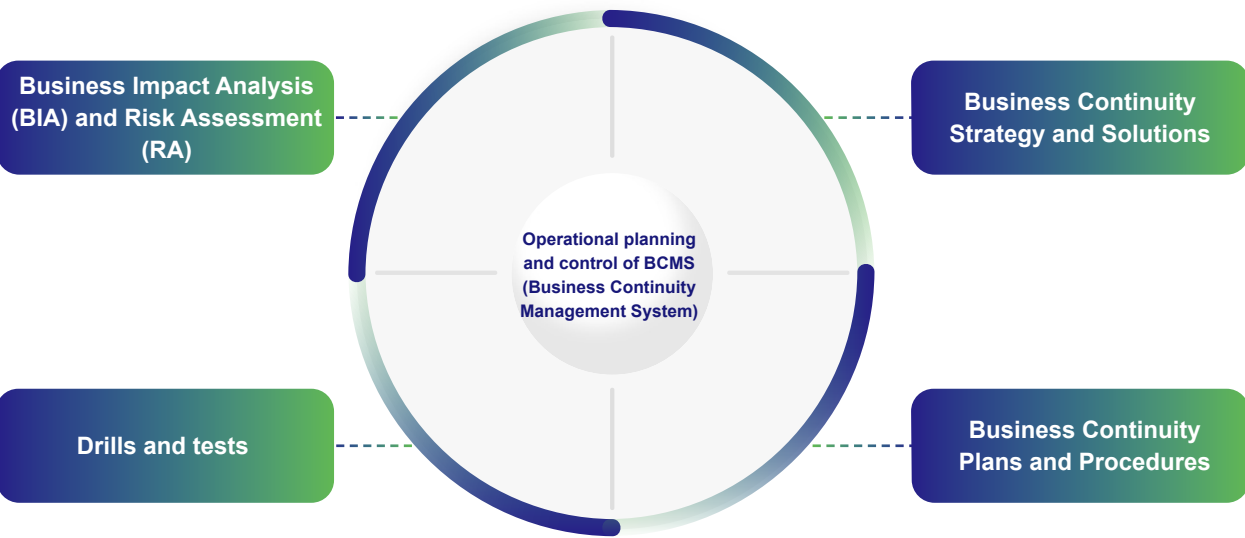 Business Impact Analysis
(BIA) and Risk Assessment
(RA)
Business Continuity
Strategy and Solutions
Operational planning
and control of BCMS
(Business Continuity
Management System)
Drills and tests
Business Continuity
Plans and Procedures